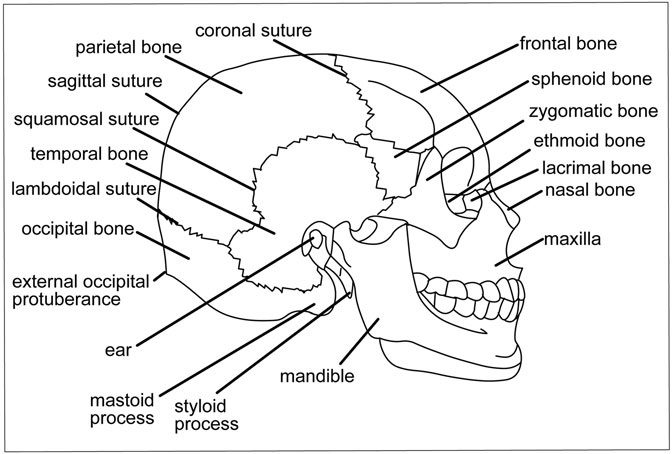 coronal suture
parietal bone
sagittal suture
squamosal suture
temporal bone
lambdoidal suture
occipital bone
external occipital
protuberance
ear
mastoid
process
styloid
process
mandible
frontal bone
sphenoid bone
zygomatic bone
ethmoid bone
lacrimal bone
nasal bone
maxilla